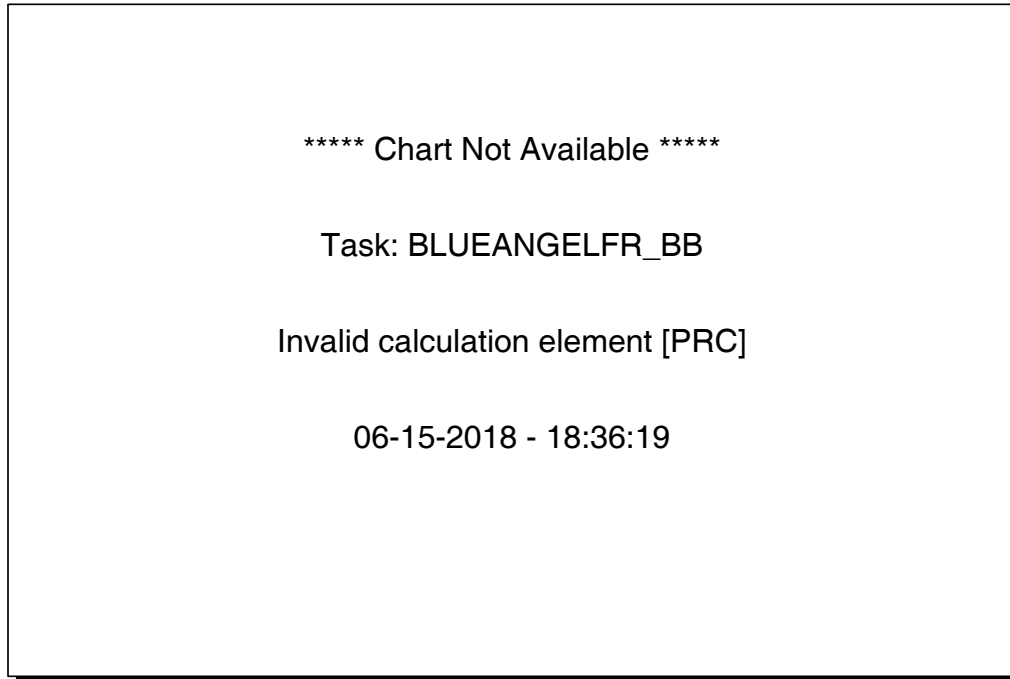 ***** Chart Not Available *****
Task: BLUEANGELFR_BB
Invalid calculation element [PRC]
06-15-2018 - 18:36:19